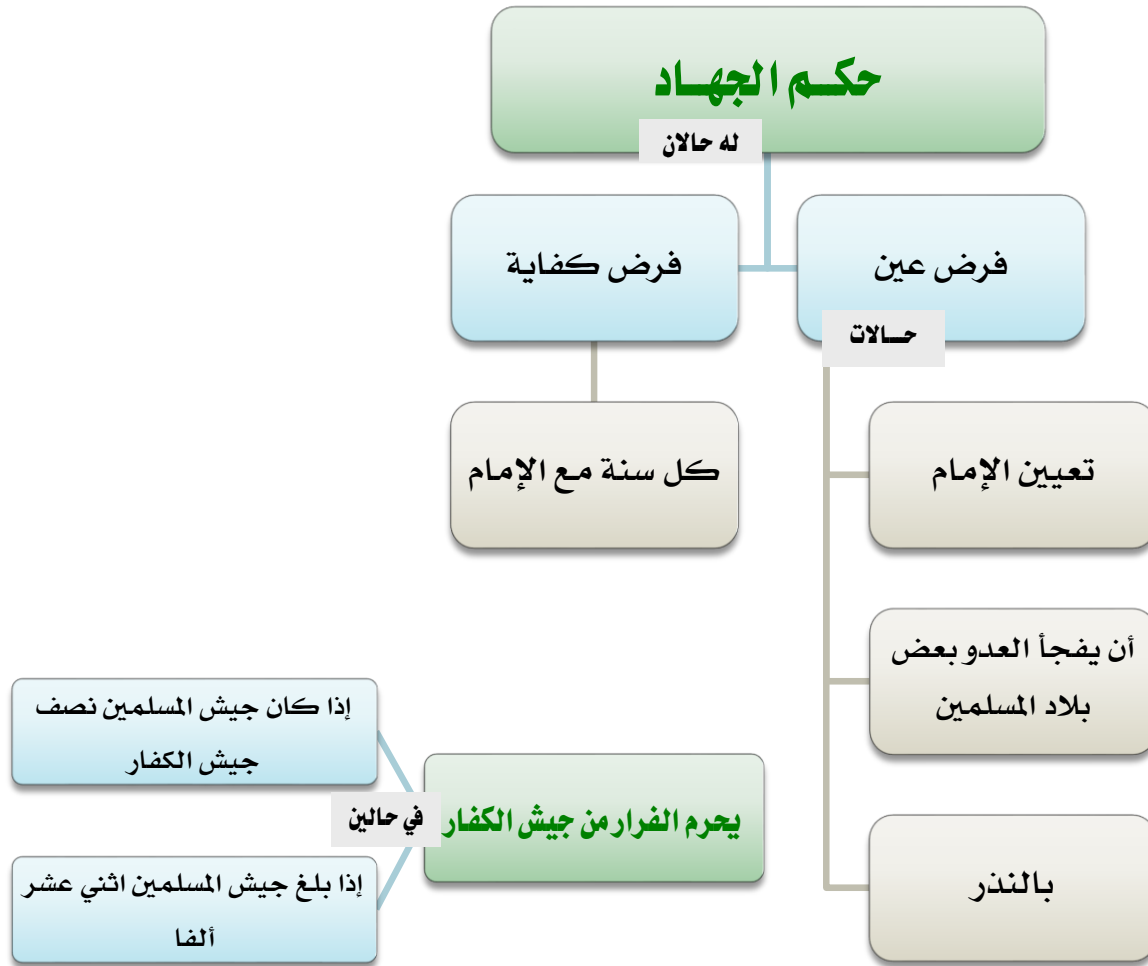 حكم الجهاد
له حالان
فرض عين
فرض كفاية
حالات
تعيين الإمام
كل سنة مع الإمام
أن يفجأ العدو بعض
بلاد المسلمين
بالنذر
يحرم الفرار من جيش الكفار
في حالين
إذا كان جيش المسلمين نصف
جيش الكفار
إذا بلغ جيش المسلمين اثني عشر
ألفا